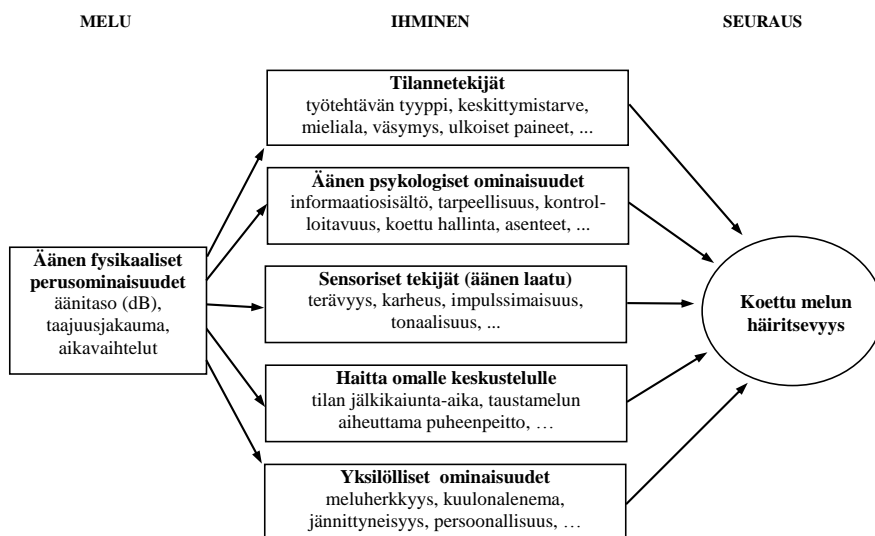 MELU
IHMINEN
SEURAUS
Tilannetekijät
työtehtävän tyyppi, keskittymistarve,
mieliala, väsymys, ulkoiset paineet, ...
Äänen psykologiset ominaisuudet
informaatiosisältö, tarpeellisuus, kontrol-
loitavuus, koettu hallinta, asenteet, ...
Äänen fysikaaliset
perusominaisuudet
äänitaso (dB),
taajuusjakauma,
aikavaihtelut
Sensoriset tekijät (äänen laatu)
terävyys, karheus, impulssimaisuus,
tonaalisuus, ...
Koettu melun
häiritsevyys
Haitta omalle keskustelulle
tilan jälkikaiunta-aika, taustamelun
aiheuttama puheenpeitto, …
Yksilölliset ominaisuudet
meluherkkyys, kuulonalenema,
jännittyneisyys, persoonallisuus, …